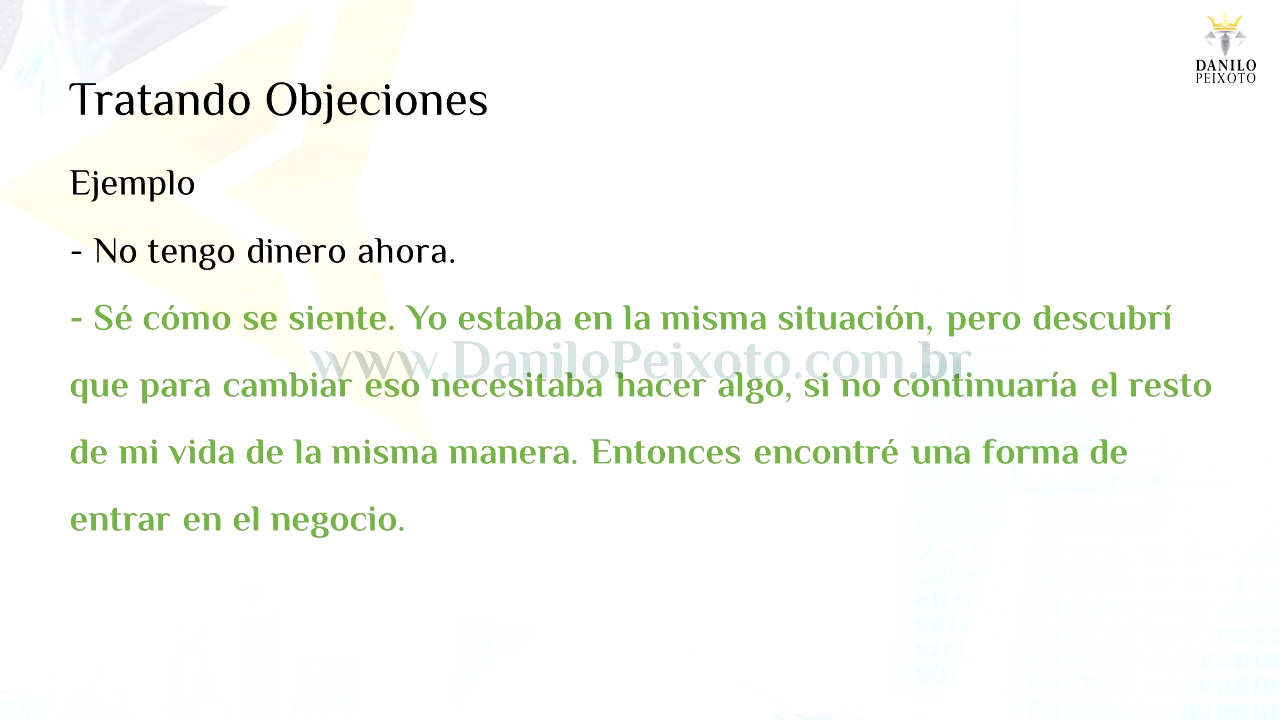 DANILO
PEIXOTO
Tratando Objeciones
Ejemplo
- No tengo dinero ahora.
- Sé cómo se siente. Yo estaba en la misma situación, pero descubrí
www.DaniloPeixoto.com.br
que para cambiar eso necesitaba hacer algo, si no continuaría el resto
de mi vida de la misma manera. Entonces encontré una forma de
entrar en el negocio.